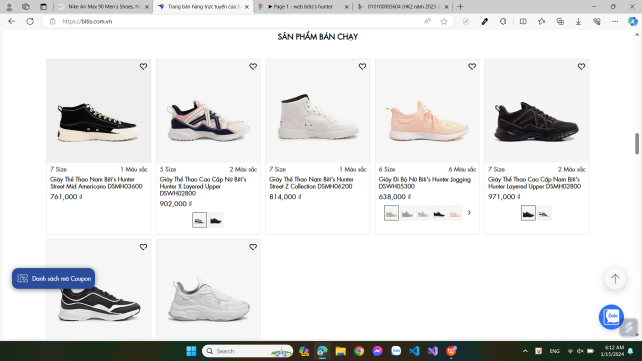 Nike Air Max 90 Men's Shoes. N
Trang bán hàng trực tuyến của B
▶ Page 1 - web bitis's hunter
010100085604 (HK2 năm 2023-2
https://bitis.com.vn
SẢN PHẨM BÁN CHẠY
7 Size 1 Màu sắc
Giày Thể Thao Nam Biti's Hunter
Street Mid Americano DSMH03600
761,000 ₫
5 Size 2 Màu sắc
Giày Thể Thao Cao Cấp Nữ Biti's
Hunter X Layered Upper
DSWH02800
902,000 ₫
7 Size 1 Màu sắc
Giày Thể Thao Nam Biti's Hunter
Street Z Collection DSMH06200
814,000 ₫
6 Size 6 Màu sắc
Giày Đi Bộ Nữ Biti's Hunter Jogging
DSWH05300
638,000 ₫
7 Size 2 Màu sắc
Giày Thể Thao Cao Cấp Nam Biti's
Hunter Layered Upper DSMH02800
971,000 ₫
Danh sách mã Coupon
Zalo
Search
ENG
6:12 AM
3/15/2024